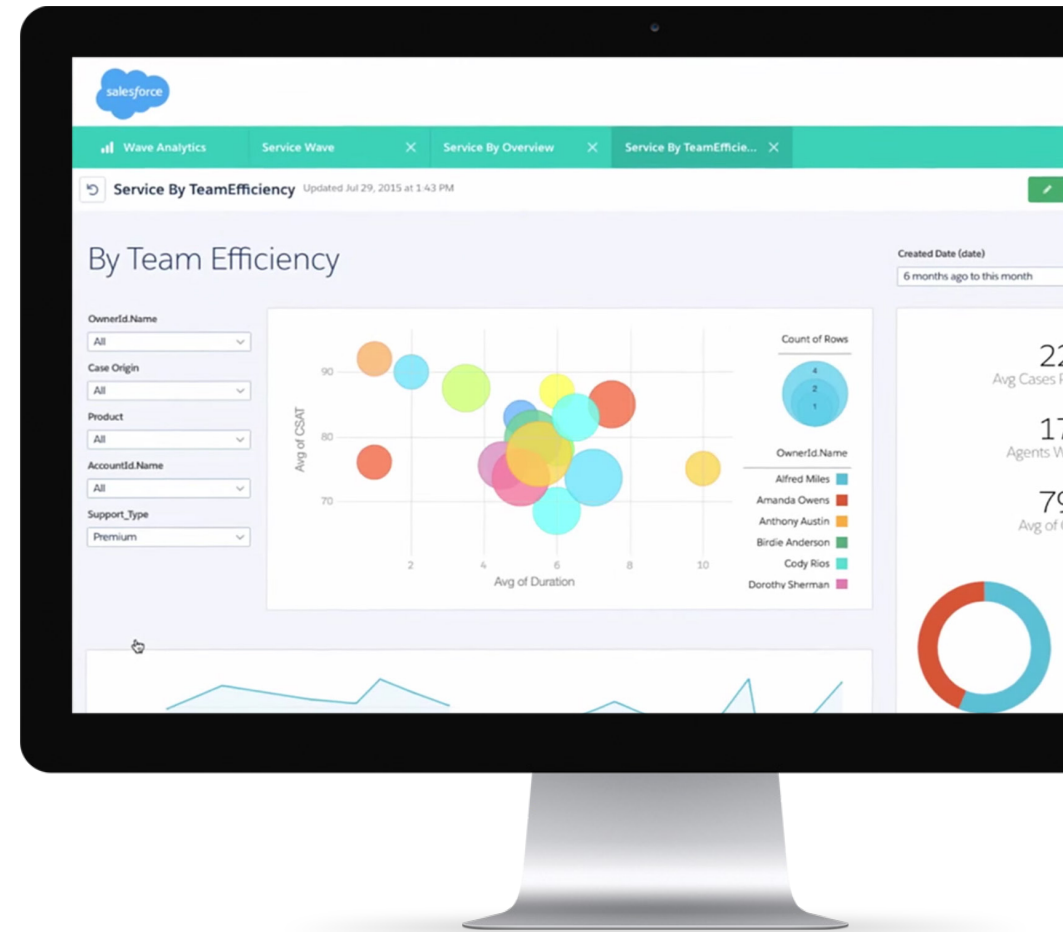 salesforce
Wave Analytics
Service Wave
Service By Overview
Service By TeamEfficie...
Service By TeamEfficiency
Updated Jul 29, 2015 at 1:43 PM
By Team Efficiency
Created Date (date)
6 months ago to this month
OwnerId.Name
All
Case Origin
All
Product
All
AccountId.Name
All
Support_Type
Premium
Avg of CSAT
90
80
70
2 4 6 8 10
Avg of Duration
Count of Rows
4
2
1
OwnerId.Name
Alfred Miles
Amanda Owens
Anthony Austin
Birdie Anderson
Cody Rios
Dorothy Sherman
22
Avg Cases
17
Agents
79
Avg of